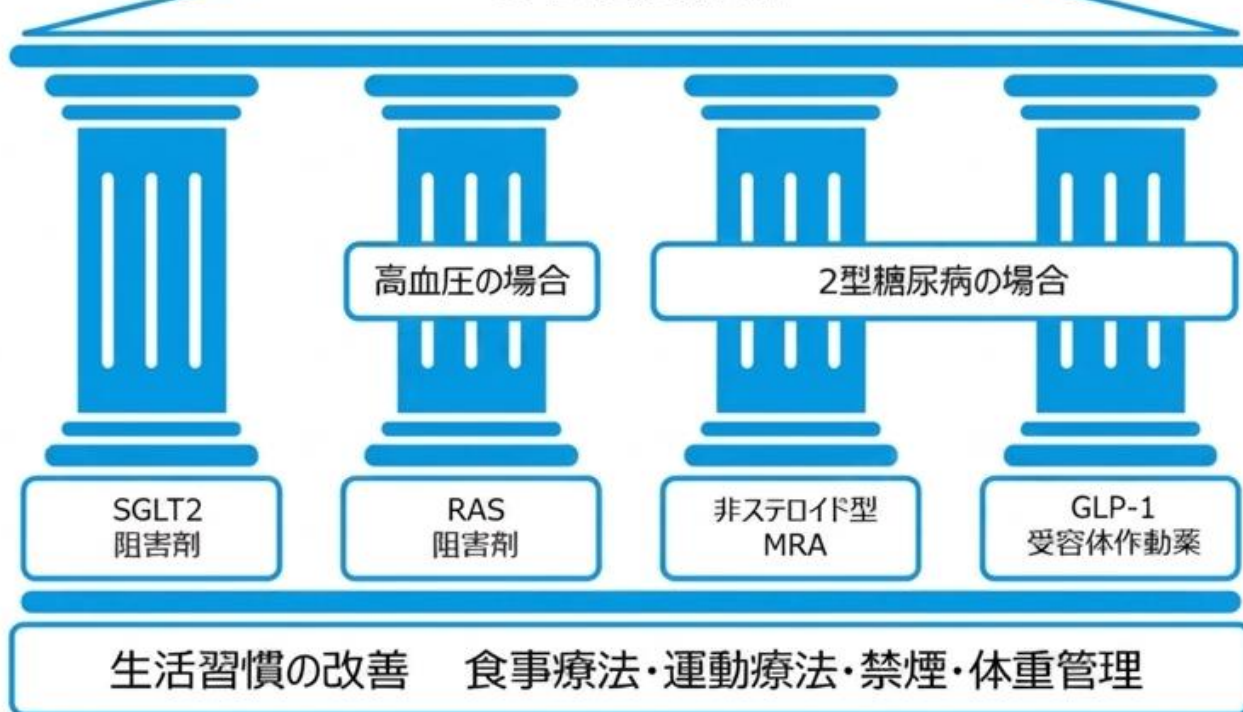 高血圧の場合
2型糖尿病の場合
SGLT2
阻害剤
RAS
阻害剤
非ステロイド型
MRA
GLP-1
受容体作動薬
生活習慣の改善 食事療法・運動療法・禁煙・体重管理